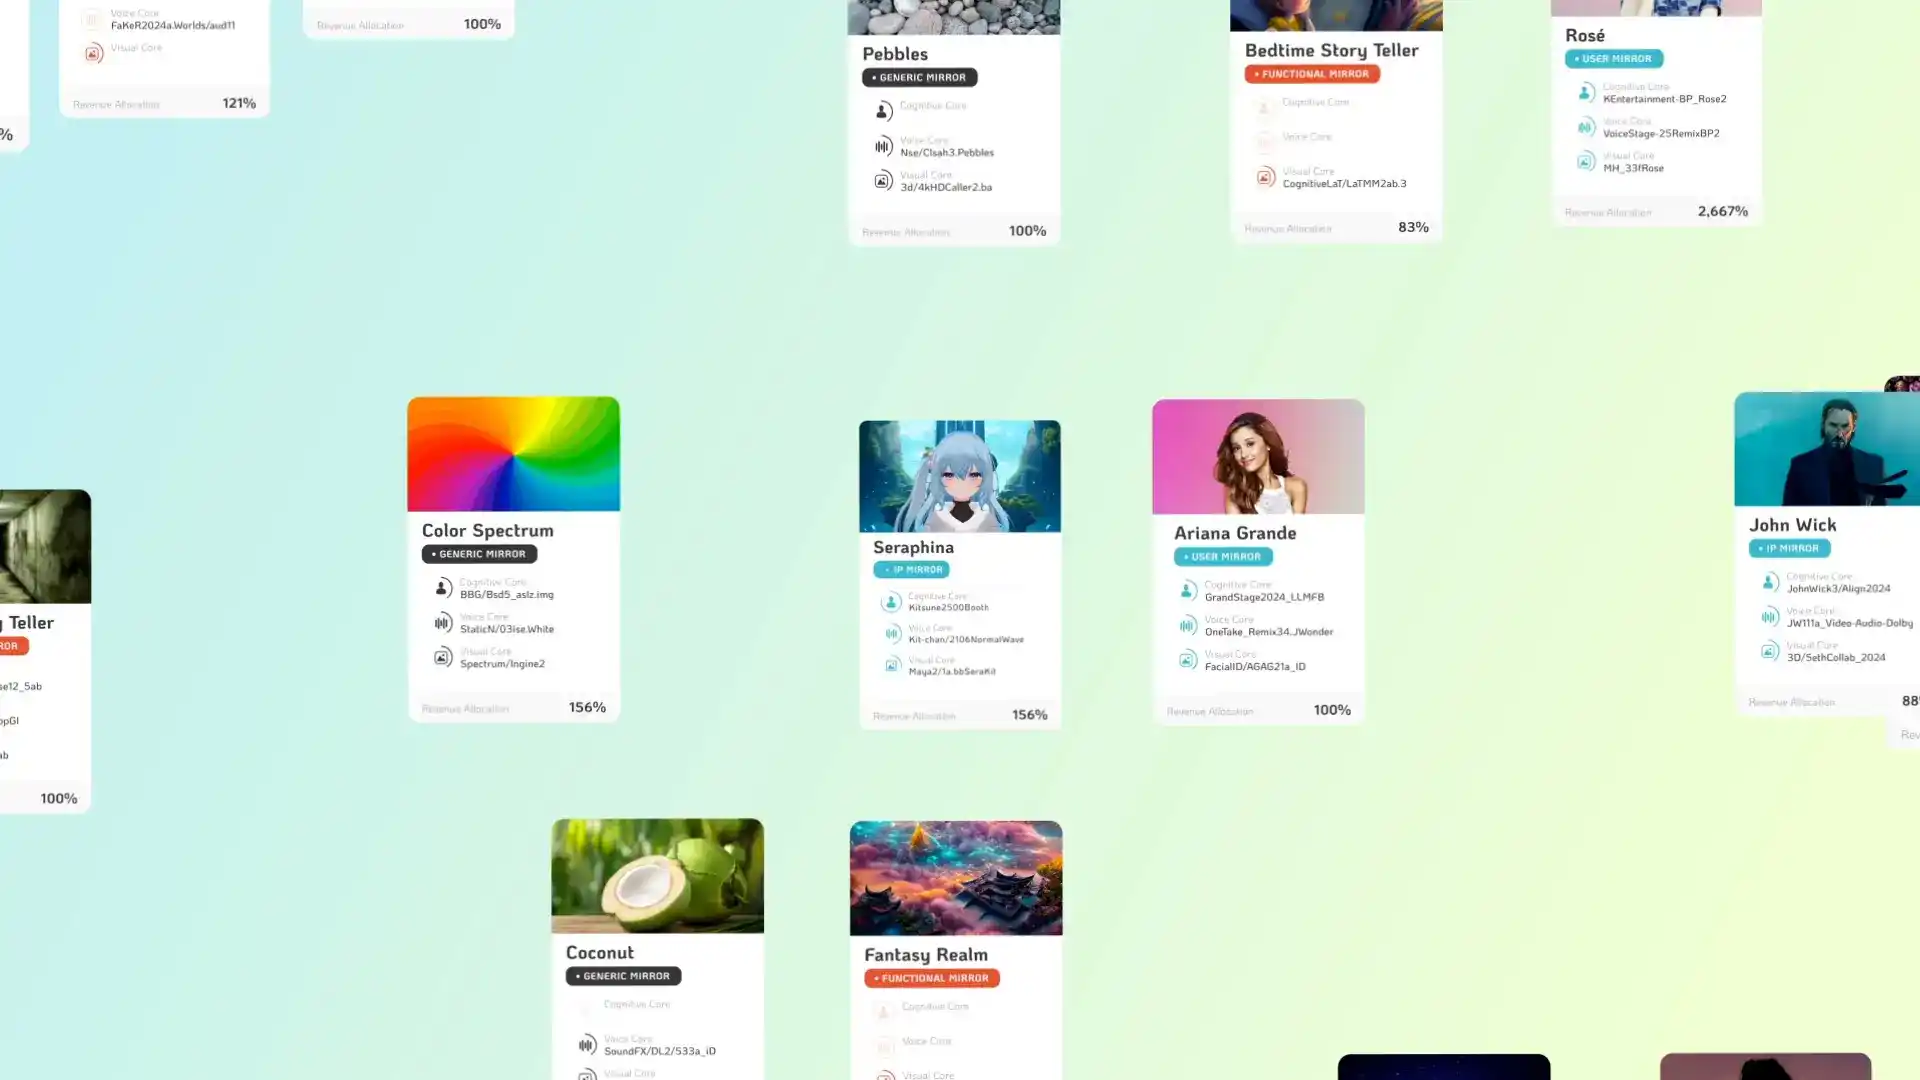 Voice Core
FaKeR2024a.Worlds/aud11
Visual Core
Revenue Allocation 121%
%
Revenue Allocation 100%
Pebbles
• GENERIC MIRROR
Cognitive Core
Voice Core
Nse/Clsah3.Pebbles
Visual Core
3d/4kHDCaller2.ba
Revenue Allocation 100%
Bedtime Story Teller
• FUNCTIONAL MIRROR
Cognitive Core
Voice Core
Visual Core
CognitiveLaT/LaTMM2ab.3
Revenue Allocation 83%
Rosé
• USER MIRROR
Cognitive Core
KEntertainment-BP_Rose2
Voice Core
VoiceStage-25RemixBP2
Visual Core
MH_33fRose
Revenue Allocation 2,667%
y Teller
ROR
se12_5ab
opGI
ab
100%
Color Spectrum
• GENERIC MIRROR
Cognitive Core
BBG/Bsd5_aslz.img
Voice Core
StaticN/03ise.White
Visual Core
Spectrum/Ingine2
Revenue Allocation 156%
Seraphina
• IP MIRROR
Cognitive Core
Kitsune2500Booth
Voice Core
Kit-chan/2106NormalWave
Visual Core
Maya2/1a.bbSeraKit
Revenue Allocation 156%
Ariana Grande
• USER MIRROR
Cognitive Core
GrandStage2024_LLMFB
Voice Core
OneTake_Remix34.JWonder
Visual Core
FacialID/AGAG21a_ID
Revenue Allocation 100%
John Wick
• IP MIRROR
Cognitive Core
JohnWick3/Align2024
Voice Core
JW111a_Video-Audio-Dolby
Visual Core
3D/SethCollab_2024
Revenue Allocation 88%
Rev
Coconut
• GENERIC MIRROR
Cognitive Core
Voice Core
SoundFX/DL2/533a_iD
Visual Core
Fantasy Realm
• FUNCTIONAL MIRROR
Cognitive Core
Voice Core
Visual Core